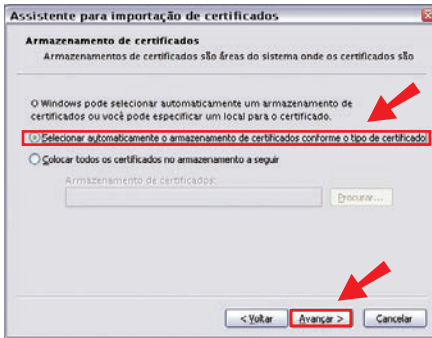 Assistente para importação de certificados
Armazenamento de certificados
Armazenamentos de certificados são áreas do sistema onde os certificados são
O Windows pode selecionar automaticamente um armazenamento de
certificados ou você pode especificar um local para o certificado.
Selecionar automaticamente o armazenamento de certificados conforme o tipo de certificado
Colocar todos os certificados no armazenamento a seguir
Armazenamento de certificados:
Procurar...
< Voltar Avançar > Cancelar